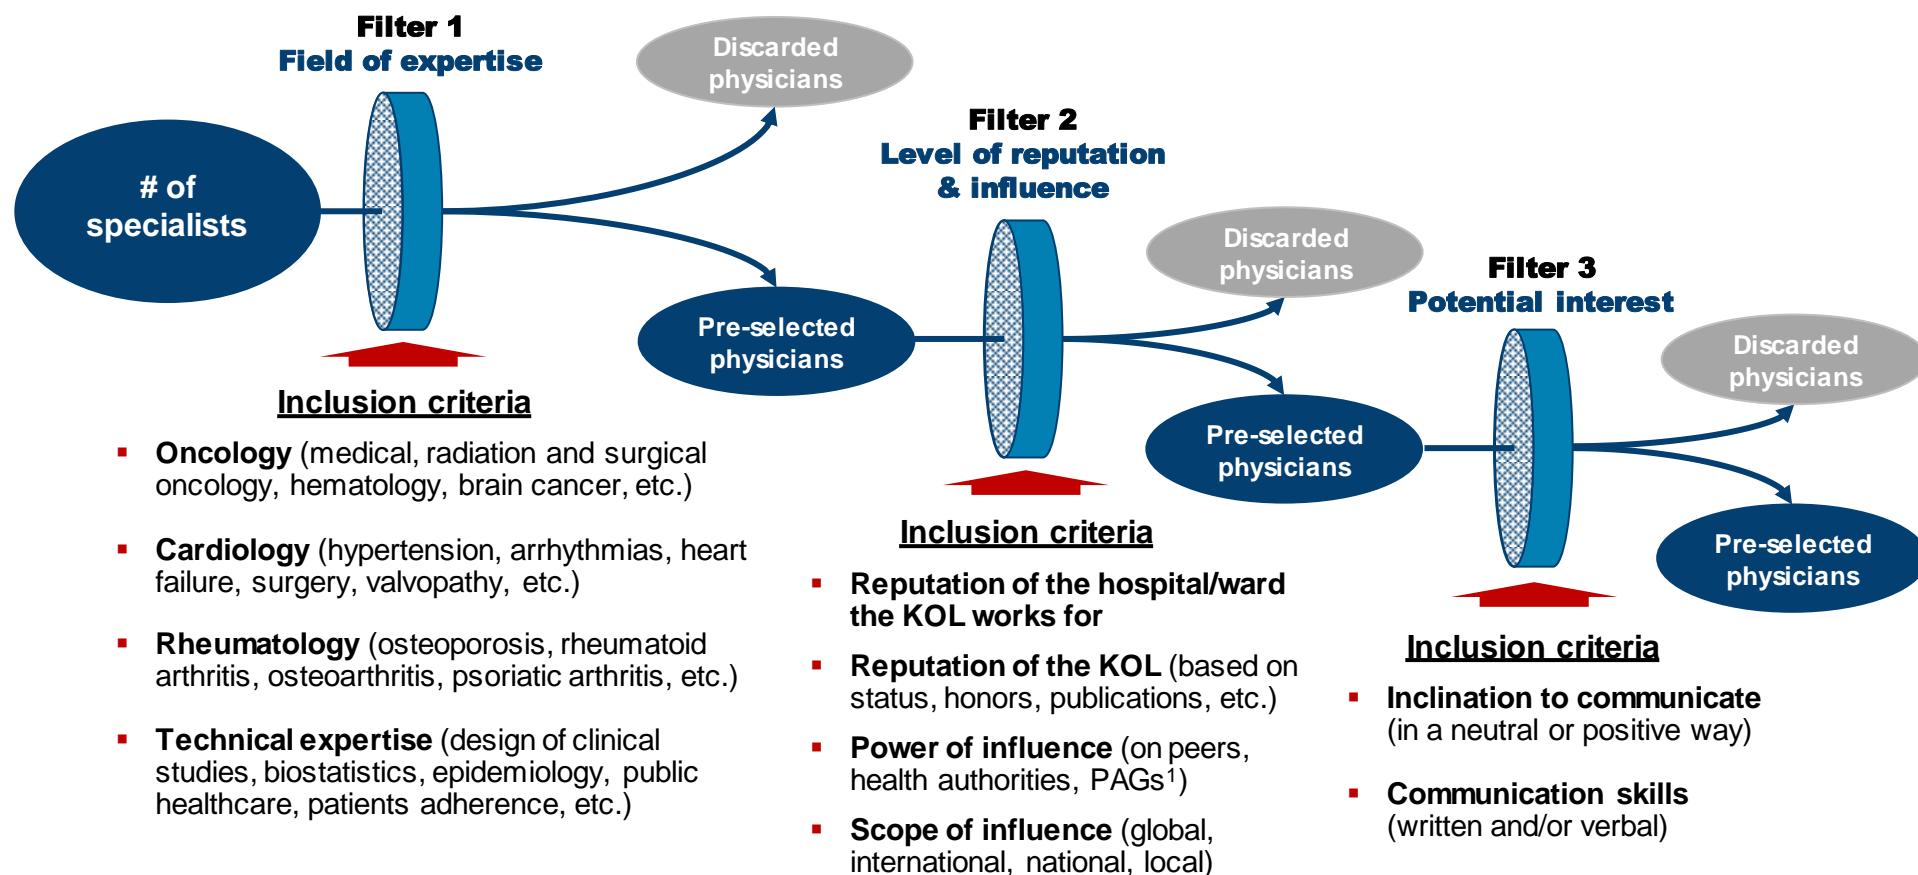 Filter 1
Field of expertise
Discarded
physicians
# of
specialists
Filter 2
Level of reputation
& influence
Pre-selected
physicians
Discarded
physicians
Filter 3
Potential interest
Pre-selected
physicians
Discarded
physicians
Pre-selected
physicians
Inclusion criteria
▪ Oncology (medical, radiation and surgical
oncology, hematology, brain cancer, etc.)
▪ Cardiology (hypertension, arrhythmias, heart
failure, surgery, valvopathy, etc.)
▪ Rheumatology (osteoporosis, rheumatoid
arthritis, osteoarthritis, psoriatic arthritis, etc.)
▪ Technical expertise (design of clinical
studies, biostatistics, epidemiology, public
healthcare, patients adherence, etc.)
Inclusion criteria
▪ Reputation of the hospital/ward
the KOL works for
▪ Reputation of the KOL (based on
status, honors, publications, etc.)
▪ Power of influence (on peers,
health authorities, PAGs¹)
▪ Scope of influence (global,
international, national, local)
Inclusion criteria
▪ Inclination to communicate
(in a neutral or positive way)
▪ Communication skills
(written and/or verbal)